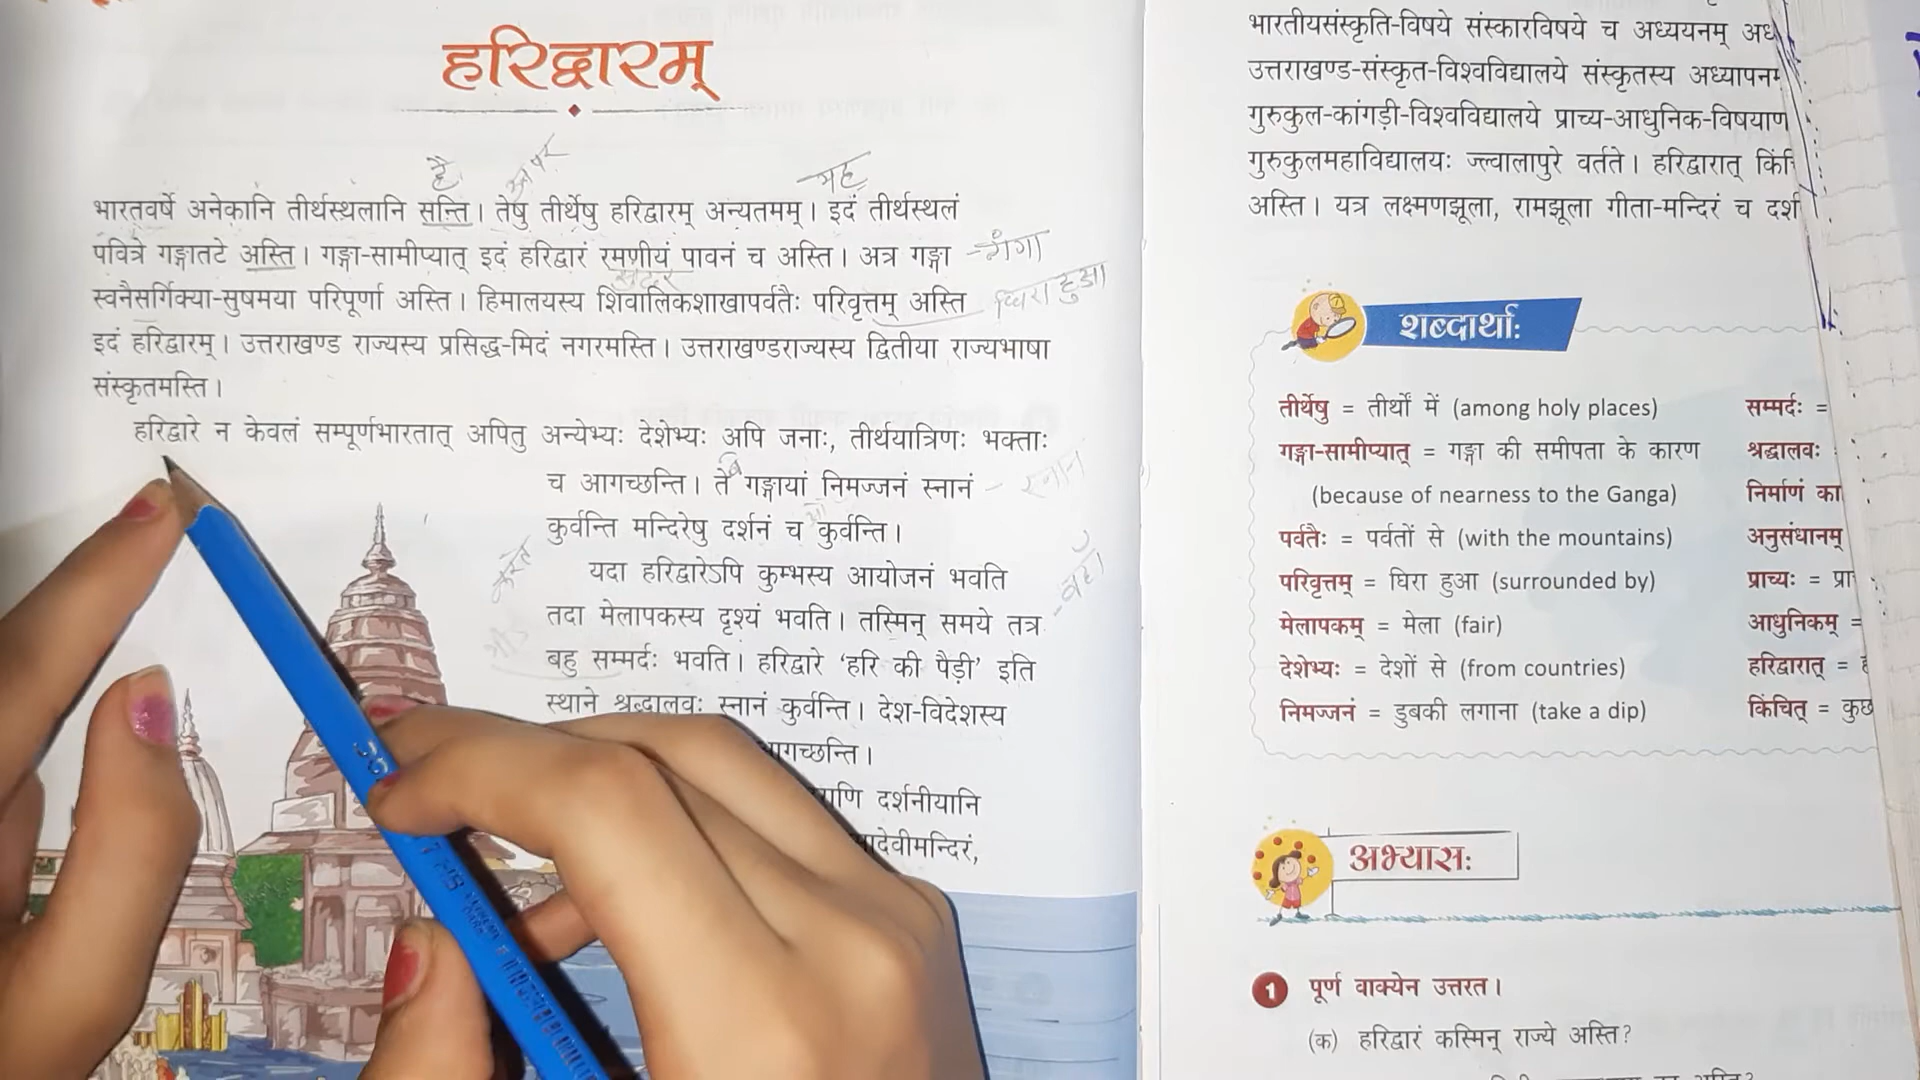 हरिद्वारम्
है
यह
भारतवर्षे अनेकानि तीर्थस्थलानि सन्ति। तेषु तीर्थेषु हरिद्वारम् अन्यतमम्। इदं तीर्थस्थलं
पवित्रे गङ्गातटे अस्ति। गङ्गा-सामीप्यात् इदं हरिद्वारं रमणीयं पावनं च अस्ति। अत्र गङ्गा
गंगा
सुंदर
स्वनैसर्गिक्या-सुषमया परिपूर्णा अस्ति। हिमालयस्य शिवालिकशाखापर्वतैः परिवृत्तम् अस्ति
घिरा हुआ
इदं हरिद्वारम्। उत्तराखण्ड राज्यस्य प्रसिद्ध-मिदं नगरमस्ति। उत्तराखण्डराज्यस्य द्वितीया राज्यभाषा
संस्कृतमस्ति।
हरिद्वारे न केवलं सम्पूर्णभारतात् अपितु अन्येभ्यः देशेभ्यः अपि जनाः, तीर्थयात्रिणः भक्ताः
च आगच्छन्ति। ते गङ्गायां निमज्जनं स्नानं
स्नान
कुर्वन्ति मन्दिरेषु दर्शनं च कुर्वन्ति।
करते
यदा हरिद्वारेऽपि कुम्भस्य आयोजनं भवति
वहाँ
तदा मेलापकस्य दृश्यं भवति। तस्मिन् समये तत्र
बहु सम्मर्दः भवति। हरिद्वारे 'हरि की पैड़ी' इति
स्थाने श्रद्धालवः स्नानं कुर्वन्ति। देश-विदेशस्य
गच्छन्ति।
दर्शनीयानि
देवीमन्दिरं,
भारतीयसंस्कृति-विषये संस्कारविषये च अध्ययनम्
उत्तराखण्ड-संस्कृत-विश्वविद्यालये संस्कृतस्य अध्यापन
गुरुकुल-कांगड़ी-विश्वविद्यालये प्राच्य-आधुनिक-विषयाण
गुरुकुलमहाविद्यालयः ज्वालापुरे वर्तते। हरिद्वारात्
अस्ति। यत्र लक्ष्मणझूला, रामझूला गीता-मन्दिरं च दर्श
शब्दार्थाः
तीर्थेषु = तीर्थों में (among holy places)
गङ्गा-सामीप्यात् = गङ्गा की समीपता के कारण
(because of nearness to the Ganga)
पर्वतैः = पर्वतों से (with the mountains)
परिवृत्तम् = घिरा हुआ (surrounded by)
मेलापकम् = मेला (fair)
देशेभ्यः = देशों से (from countries)
निमज्जनं = डुबकी लगाना (take a dip)
सम्मर्दः =
श्रद्धालवः
निर्माणं का
अनुसंधानम्
प्राच्यः = प्रा
आधुनिकम् =
हरिद्वारात् =
किंचित् = कुछ
अभ्यासः
1 पूर्ण वाक्येन उत्तरत।
(क) हरिद्वारं कस्मिन् राज्ये अस्ति?